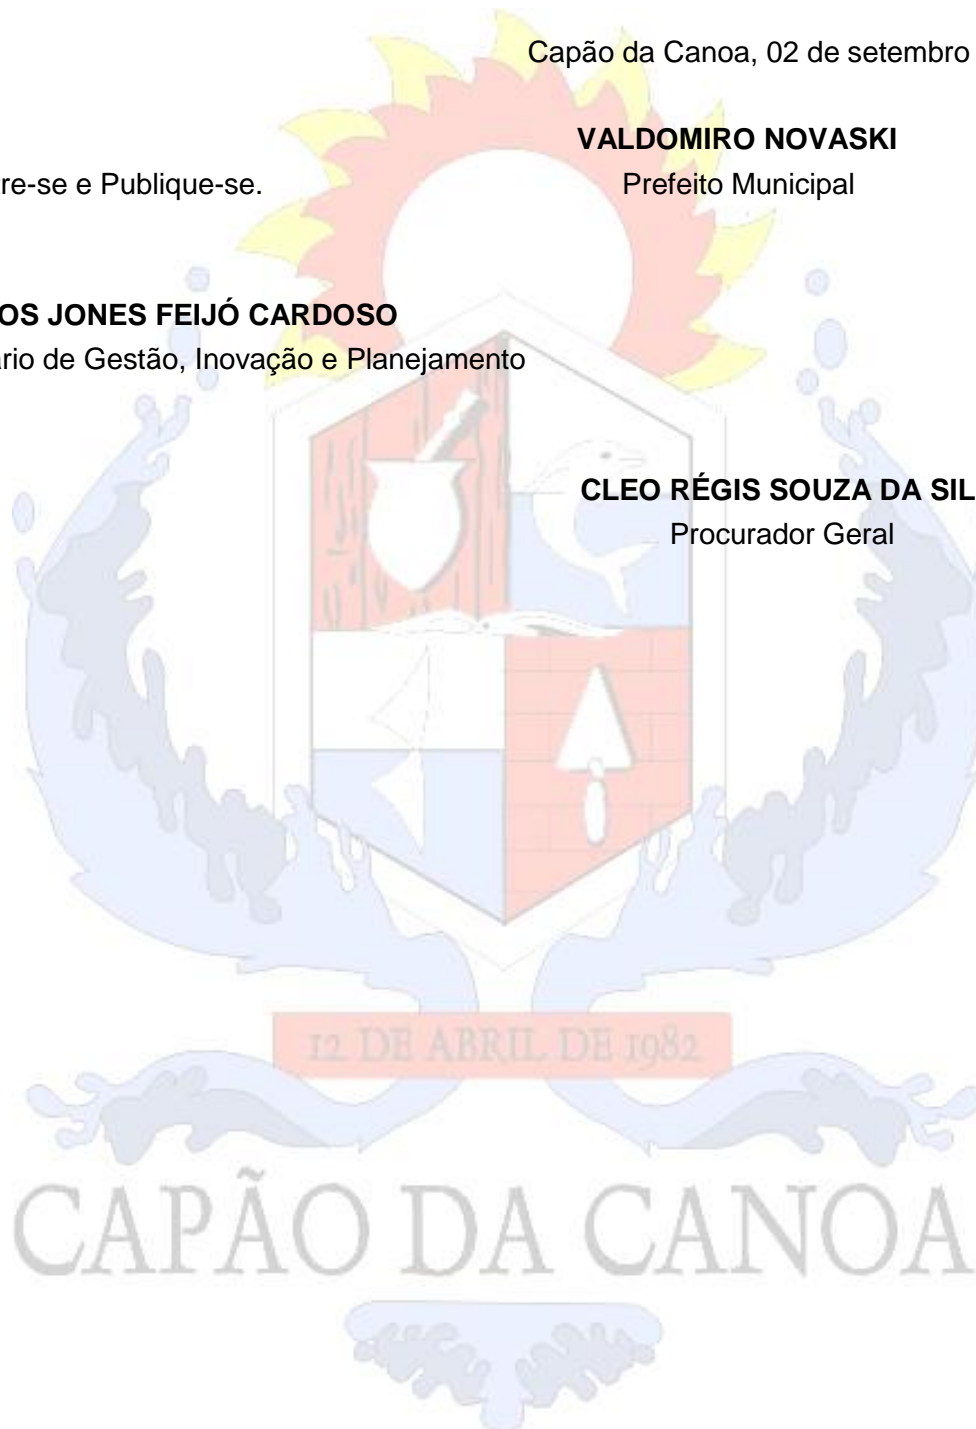 Capão da Canoa, 02 de setembro
VALDOMIRO NOVASKI
re-se e Publique-se.
Prefeito Municipal
OS JONES FEIJÓ CARDOSO
rio de Gestão, Inovação e Planejamento
CLEO RÉGIS SOUZA DA SIL
Procurador Geral
12 DE ABRIL DE 1982
CAPÃO DA CANOA